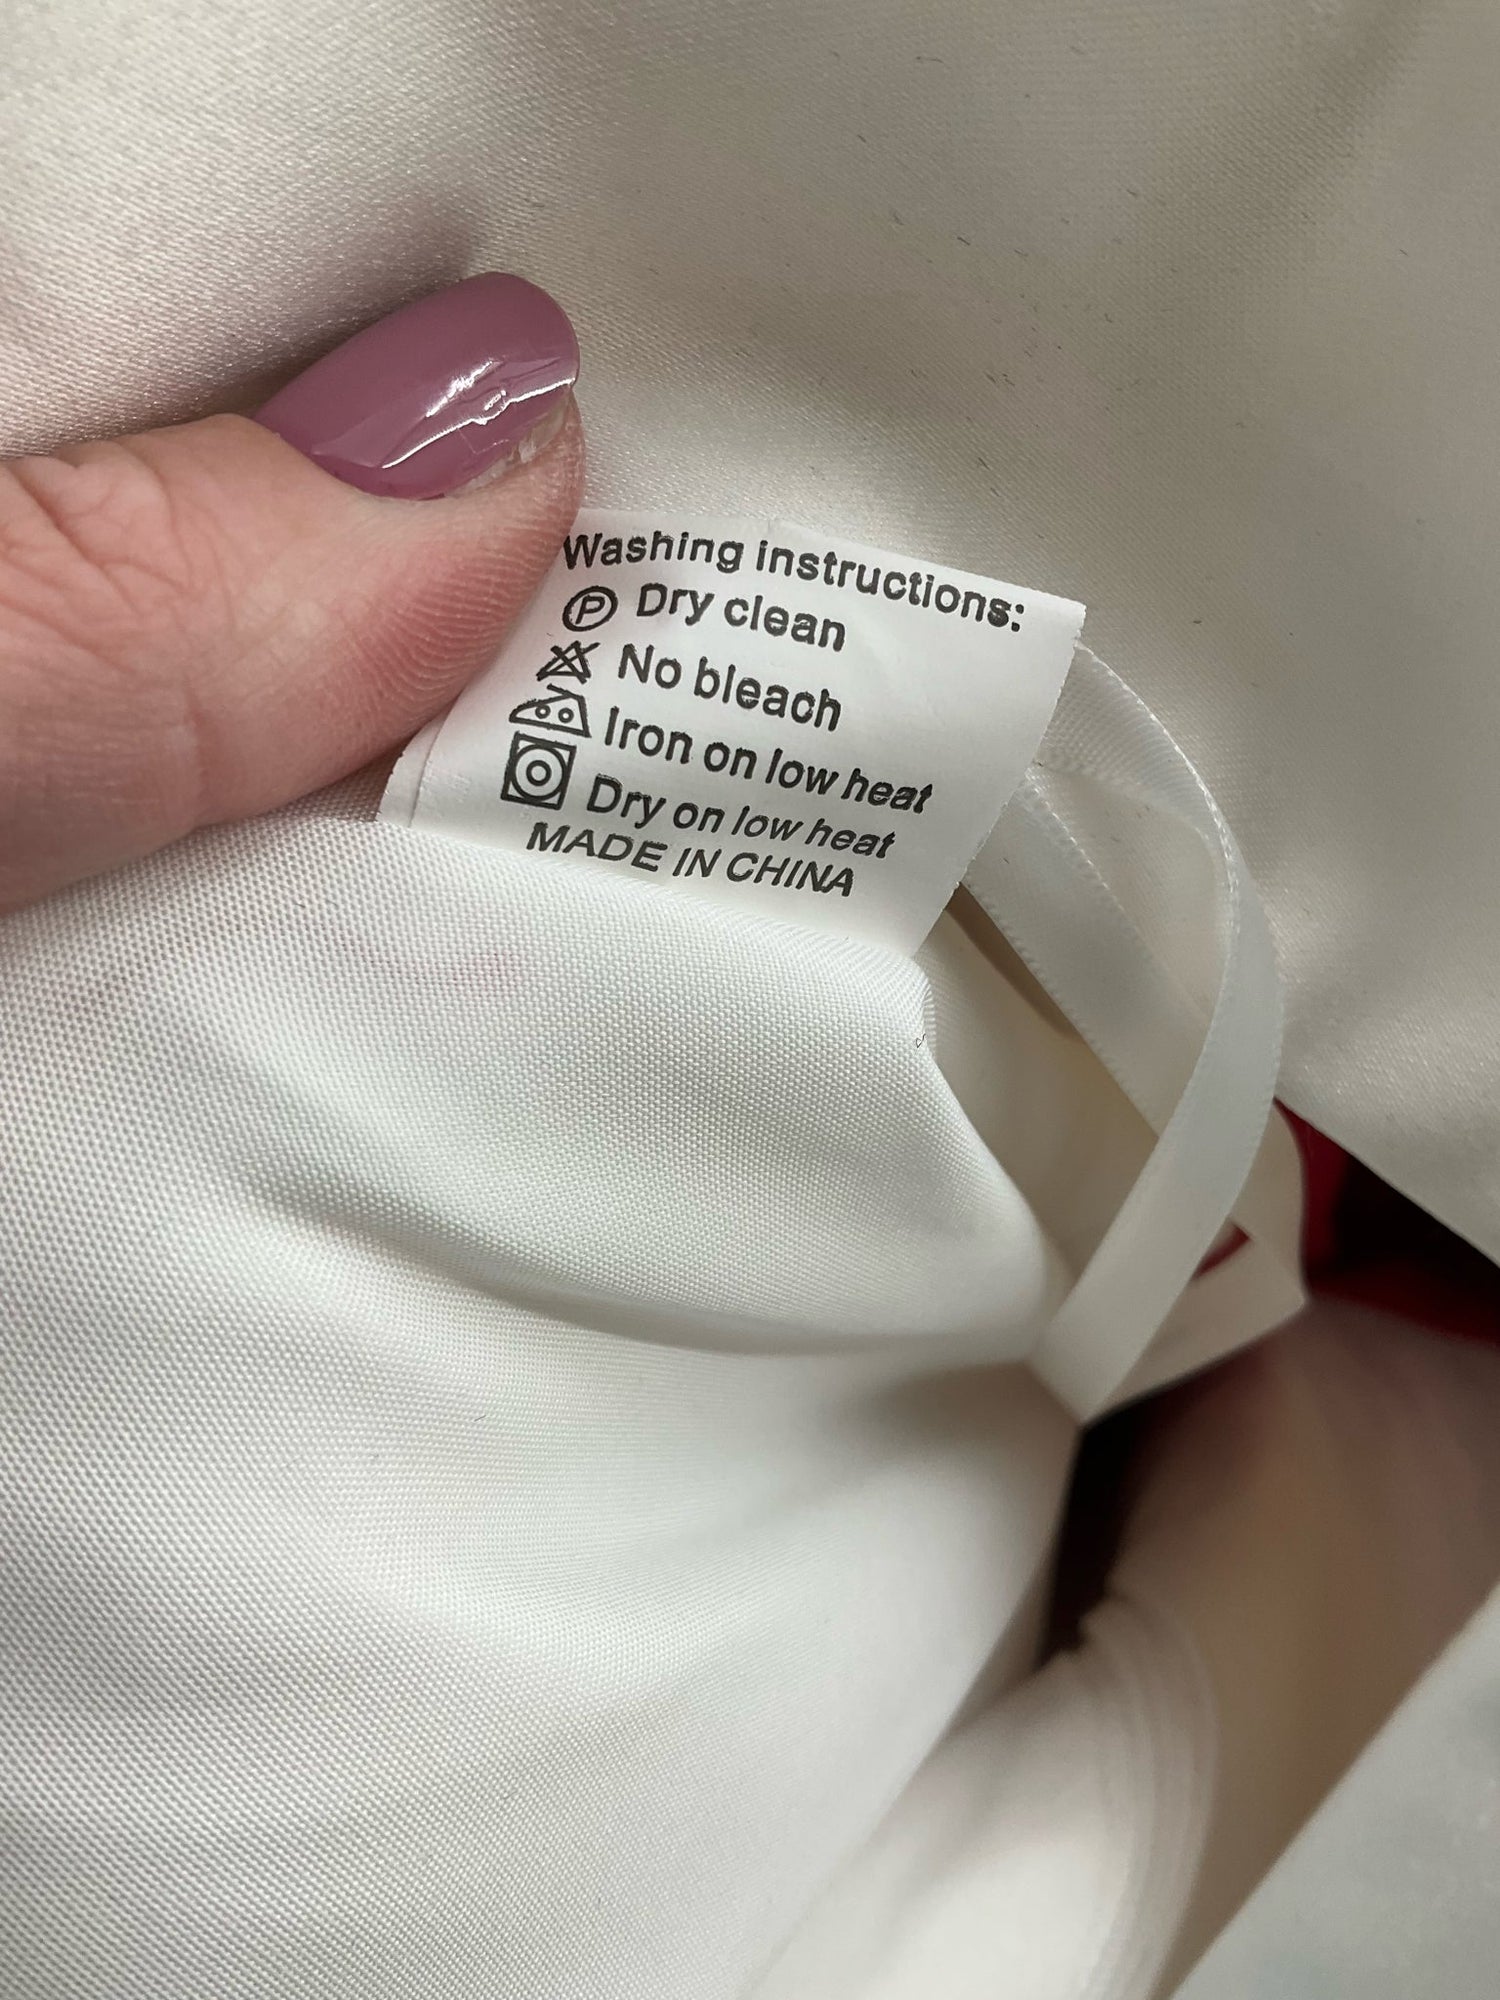 Washing instructions:
Ⓟ Dry clean
No bleach
Iron on low heat
Dry on low heat
MADE IN CHINA